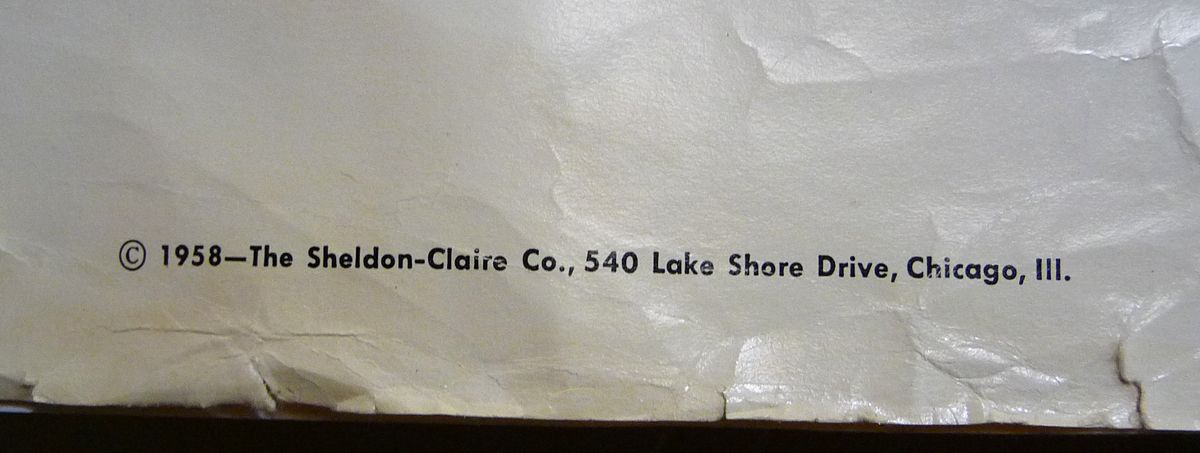 © 1958—The Sheldon-Claire Co., 540 Lake Shore Drive, Chicago, Ill.